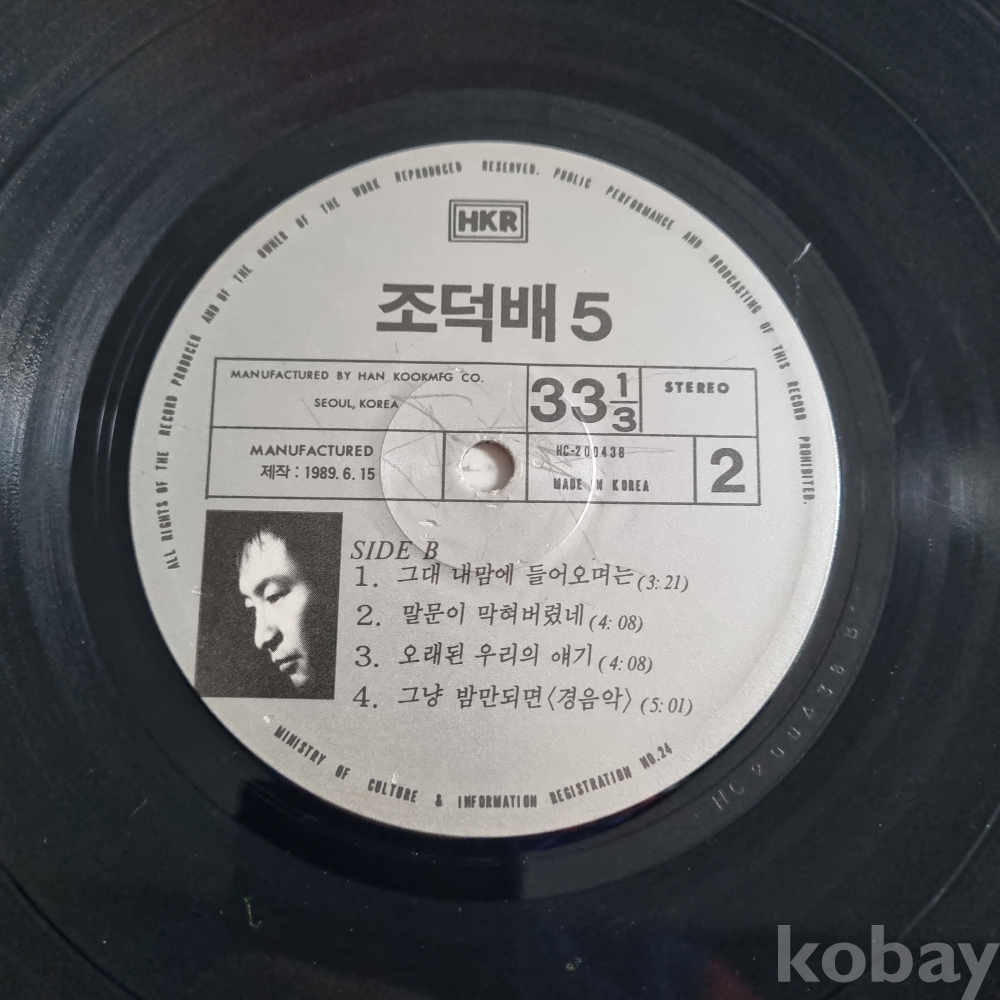 ALL RIGHTS OF THE RECORD PRODUCER AND OF THE OWNER OF THE WORK REPRODUCED RESERVED. PUBLIC PERFORMANCE AND BRODCASTING OF THIS RECORD PROHIBITED.
HKR
조덕배 5
MANUFACTURED BY HAN KOOKMFG CO.
SEOUL, KOREA
33 1/3
STEREO
MANUFACTURED
제작 : 1989. 6. 15
HC-200438
MADE IN KOREA
2
SIDE B
1. 그대 내맘에 들어오며는 (3:21)
2. 말문이 막혀버렸네 (4:08)
3. 오래된 우리의 얘기 (4:08)
4. 그냥 밤만되면〈경음악〉 (5:01)
MINISTRY OF CULTURE & INFORMATION REGISTRATION NO.24
HC 200438 B
kobay